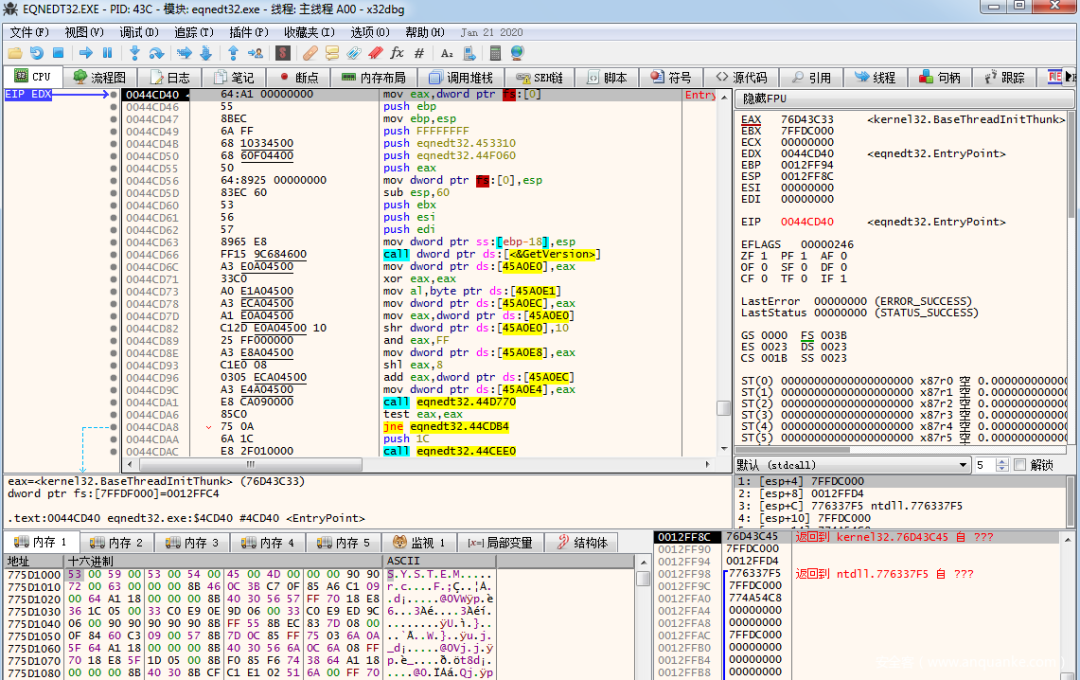 EQNEDT32.EXE - PID: 43C - 模块: eqnedt32.exe - 线程: 主线程 A00 - x32dbg
文件(F) 视图(V) 调试(D) 追踪(T) 插件(P) 收藏夹(I) 选项(O) 帮助(H) Jan 21 2020
CPU 流程图 日志 笔记 断点 内存布局 调用堆栈 SEH链 脚本 符号 源代码 引用 线程 句柄 跟踪
EIP EDX
0044CD40 64:A1 00000000 mov eax,dword ptr fs:[0] Entry
0044CD46 55 push ebp
0044CD47 8BEC mov ebp,esp
0044CD49 6A FF push FFFFFFFF
0044CD4B 68 10334500 push eqnedt32.453310
0044CD50 68 60F04400 push eqnedt32.44F060
0044CD55 50 push eax
0044CD56 64:8925 00000000 mov dword ptr fs:[0],esp
0044CD5D 83EC 60 sub esp,60
0044CD60 53 push ebx
0044CD61 56 push esi
0044CD62 57 push edi
0044CD63 8965 E8 mov dword ptr ss:[ebp-18],esp
0044CD66 FF15 9C684600 call dword ptr ds:[<&GetVersion>]
0044CD6C A3 E0A04500 mov dword ptr ds:[45A0E0],eax
0044CD71 33C0 xor eax,eax
0044CD73 A0 E1A04500 mov al,byte ptr ds:[45A0E1]
0044CD78 A3 ECA04500 mov dword ptr ds:[45A0EC],eax
0044CD7D A1 E0A04500 mov eax,dword ptr ds:[45A0E0]
0044CD82 C12D E0A04500 10 shr dword ptr ds:[45A0E0],10
0044CD89 25 FF000000 and eax,FF
0044CD8E A3 E8A04500 mov dword ptr ds:[45A0E8],eax
0044CD93 C1E0 08 shl eax,8
0044CD96 0305 ECA04500 add eax,dword ptr ds:[45A0EC]
0044CD9C A3 E4A04500 mov dword ptr ds:[45A0E4],eax
0044CDA1 E8 CA090000 call eqnedt32.44D770
0044CDA6 85C0 test eax,eax
0044CDA8 75 0A jne eqnedt32.44CDB4
0044CDAA 6A 1C push 1C
0044CDAC E8 2F010000 call eqnedt32.44CEE0
隐藏FPU
EAX 76D43C33 <kernel32.BaseThreadInitThunk>
EBX 7FFDC000
ECX 00000000
EDX 0044CD40 <eqnedt32.EntryPoint>
EBP 0012FF94
ESP 0012FF8C
ESI 00000000
EDI 00000000
EIP 0044CD40 <eqnedt32.EntryPoint>
EFLAGS 00000246
ZF 1 PF 1 AF 0
OF 0 SF 0 DF 0
CF 0 TF 0 IF 1
LastError 00000000 (ERROR_SUCCESS)
LastStatus 00000000 (STATUS_SUCCESS)
GS 0000 FS 003B
ES 0023 DS 0023
CS 001B SS 0023
ST(0) 00000000000000000000 x87r0 空 0.00000000000
ST(1) 00000000000000000000 x87r1 空 0.00000000000
ST(2) 00000000000000000000 x87r2 空 0.00000000000
ST(3) 00000000000000000000 x87r3 空 0.00000000000
ST(4) 00000000000000000000 x87r4 空 0.00000000000
ST(5) 00000000000000000000 x87r5 空 0.00000000000
默认 (stdcall) 5 解锁
1: [esp+4] 7FFDC000
2: [esp+8] 0012FFD4
3: [esp+C] 776337F5 ntdll.776337F5
4: [esp+10] 7FFDC000
eax=<kernel32.BaseThreadInitThunk> (76D43C33)
dword ptr fs:[7FFDF000]=0012FFC4
.text:0044CD40 eqnedt32.exe:$4CD40 #4CD40 <EntryPoint>
内存 1 内存 2 内存 3 内存 4 内存 5 监视 1 局部变量 结构体
地址 十六进制 ASCII
775D1000 53 00 59 00 53 00 54 00 45 00 4D 00 00 00 90 90 S.Y.S.T.E.M.....
775D1010 72 00 63 00 00 00 8B 46 0C 3B C7 0F 85 A6 C1 09
775D1020 00 64 A1 18 00 00 00 8B 40 30 56 57 FF 70 18 E8
775D1030 36 1C 05 00 33 C0 E9 0E 9D 06 00 33 C0 E9 ED 9C
775D1040 06 00 90 90 90 90 90 8B FF 55 8B EC 83 7D 08 00
775D1050 0F 84 60 C3 09 00 57 8B 7D 0C 85 FF 75 03 6A 0A
775D1060 5F 64 A1 18 00 00 00 8B 40 30 56 6A 0C 6A 08 FF
775D1070 70 18 E8 5F 1D 05 00 8B F0 85 F6 74 38 64 A1 18
775D1080 00 00 00 8B 40 30 8B CF C1 E1 02 51 6A 00 FF 70
0012FF8C 76D43C45 返回到 kernel32.76D43C45 自 ???
0012FF90 7FFDC000
0012FF94 0012FFD4
0012FF98 776337F5 返回到 ntdll.776337F5 自 ???
0012FF9C 7FFDC000
0012FFA0 774A54C8
0012FFA4 00000000
0012FFA8 00000000
0012FFAC 7FFDC000
0012FFB0 00000000
0012FFB4 00000000
0012FFB8 00000000